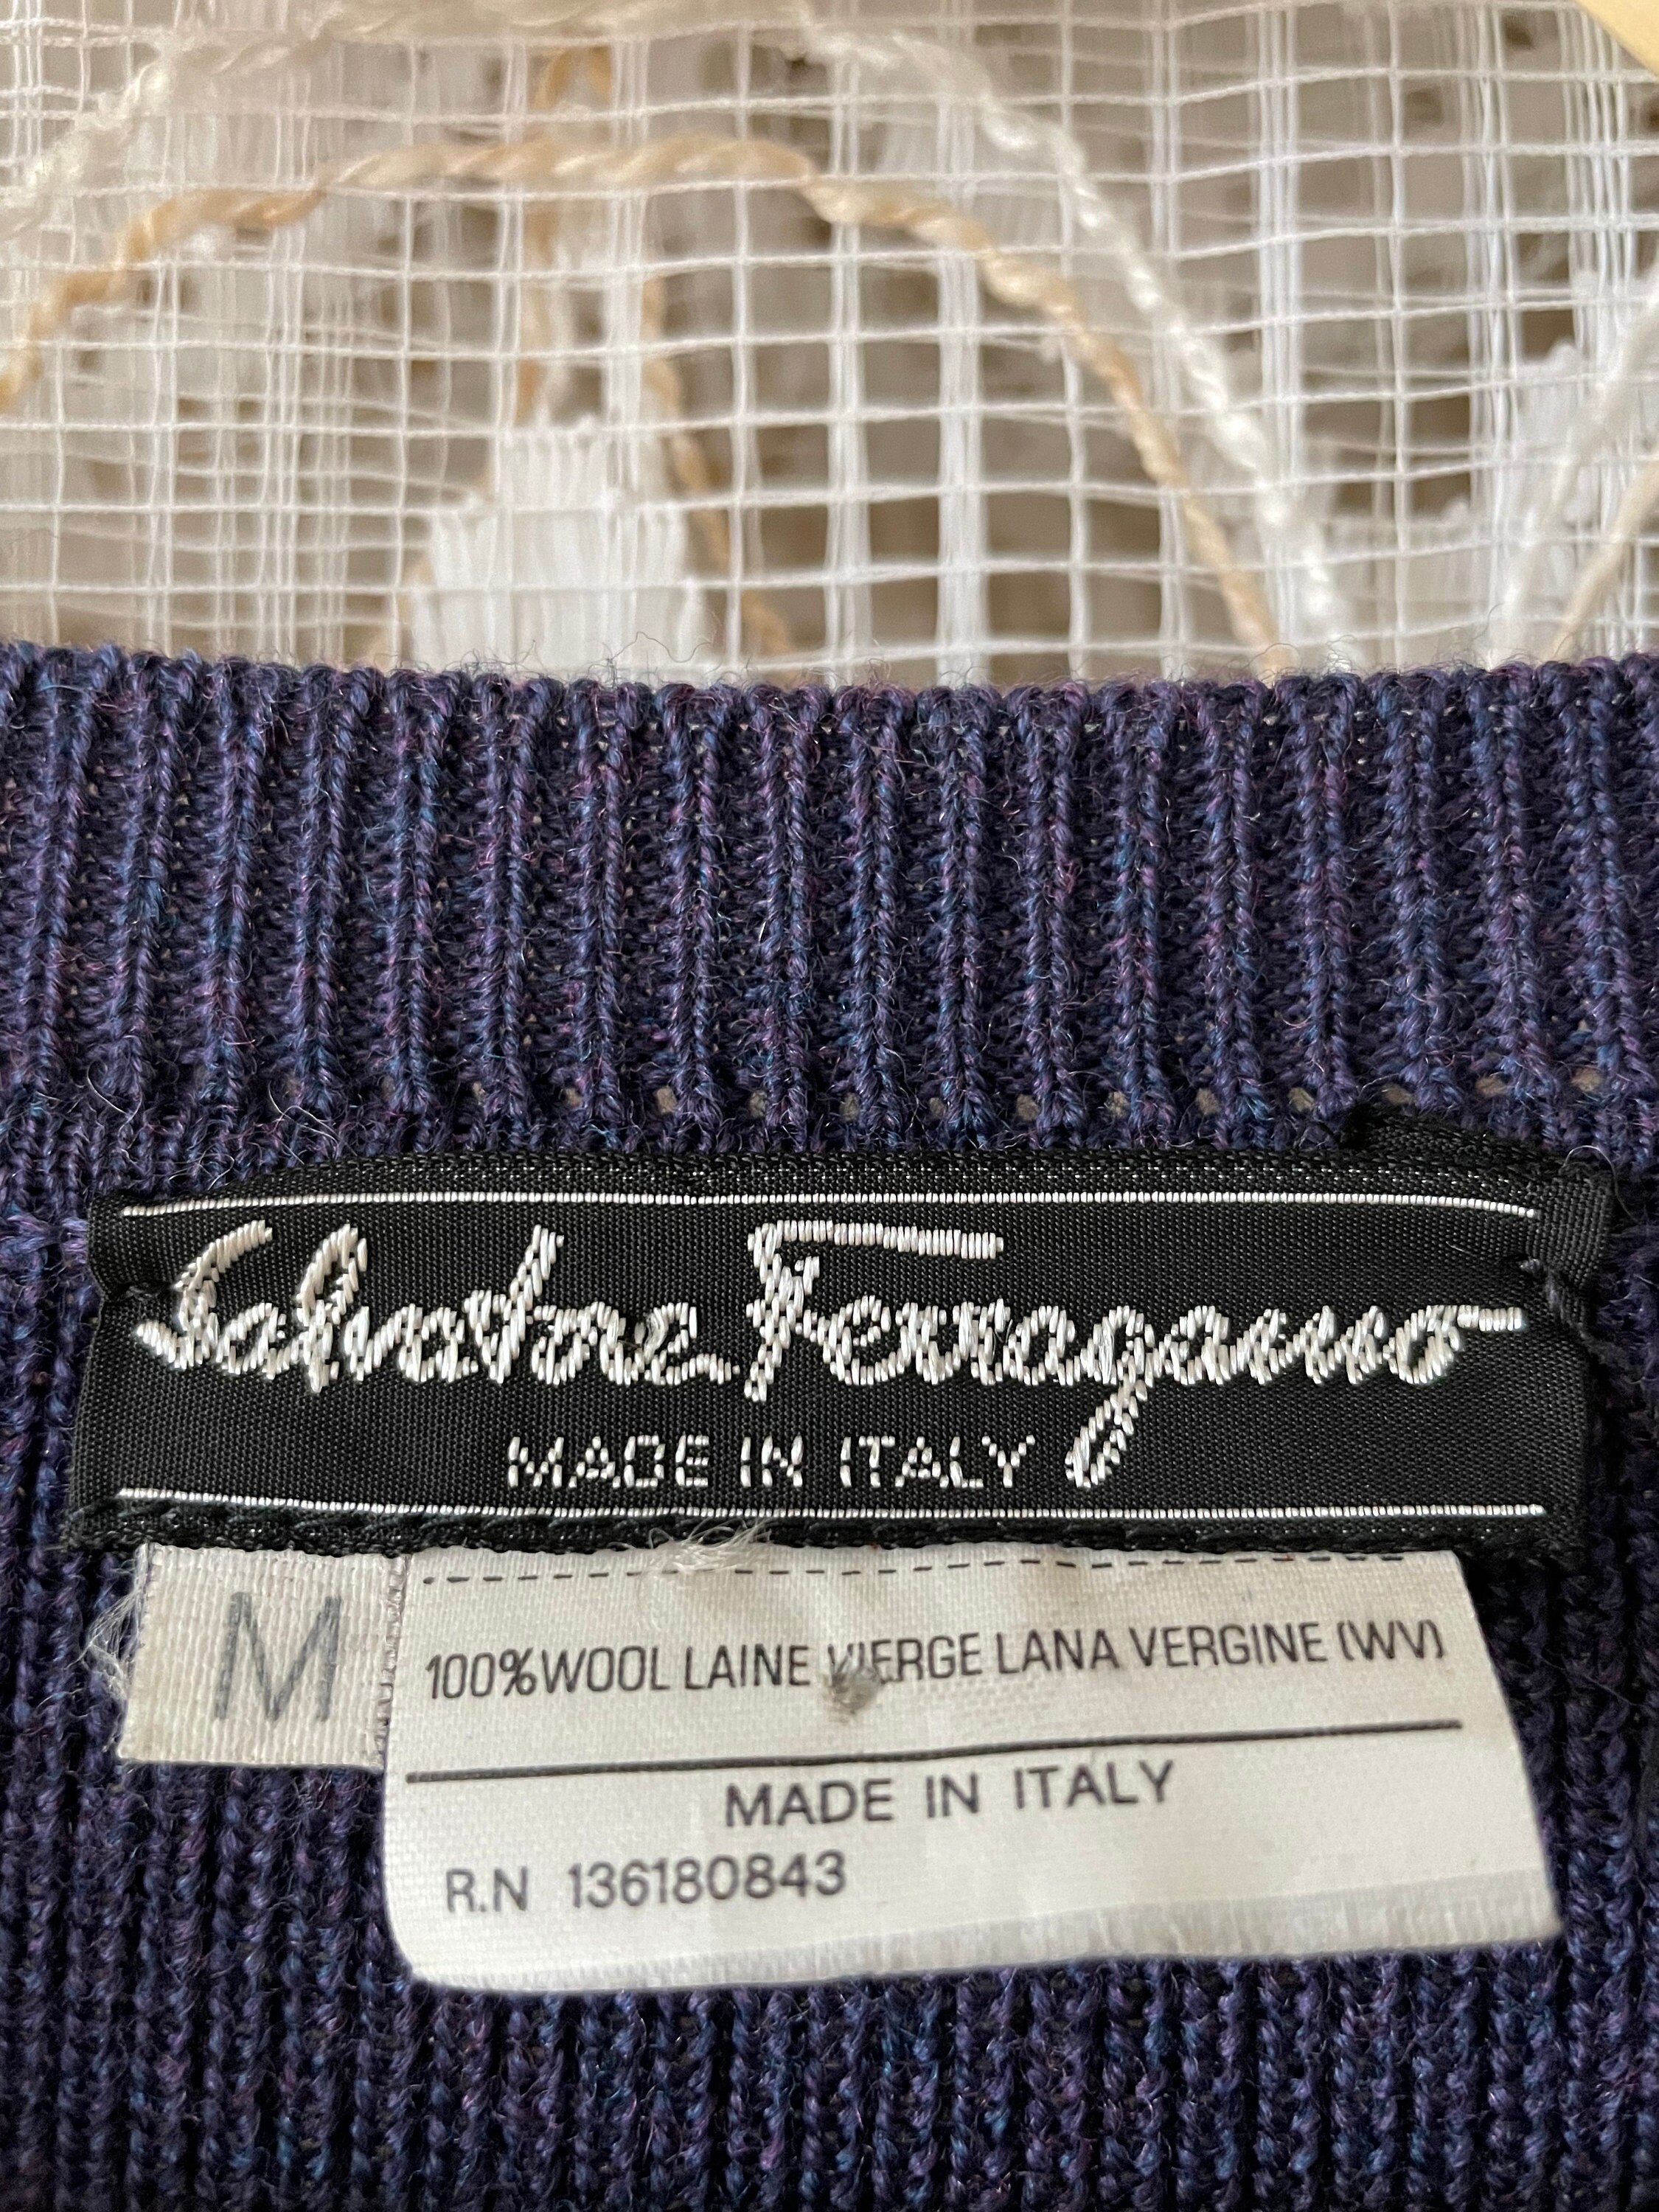 Salvatore Ferragamo
MADE IN ITALY
M
100%WOOL LAINE VIERGE LANA VERGINE (WV)
MADE IN ITALY
R.N 136180843